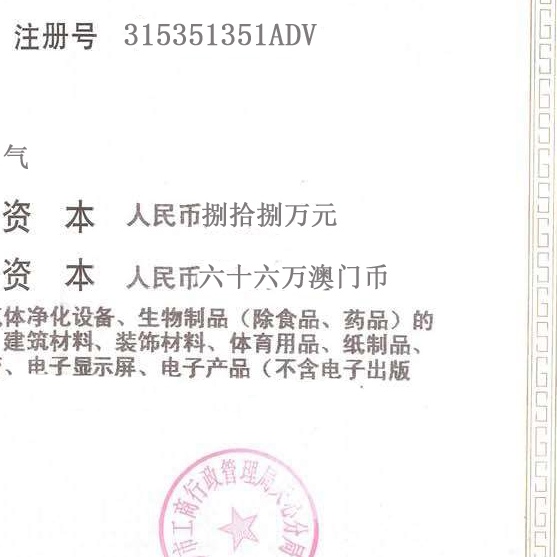 注册号 315351351ADV
气
资 本 人民币捌拾捌万元
资 本 人民币六十六万澳门币
体净化设备、生物制品（除食品、药品）的
建筑材料、装饰材料、体育用品、纸制品、
、电子显示屏、电子产品（不含电子出版
市工商行政管理局天心分局